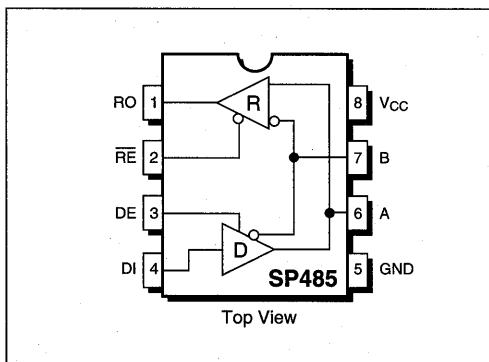 RO 1 R 8 VCC
RE 2 7 B
DE 3 6 A
DI 4 D 5 GND
SP485
Top View